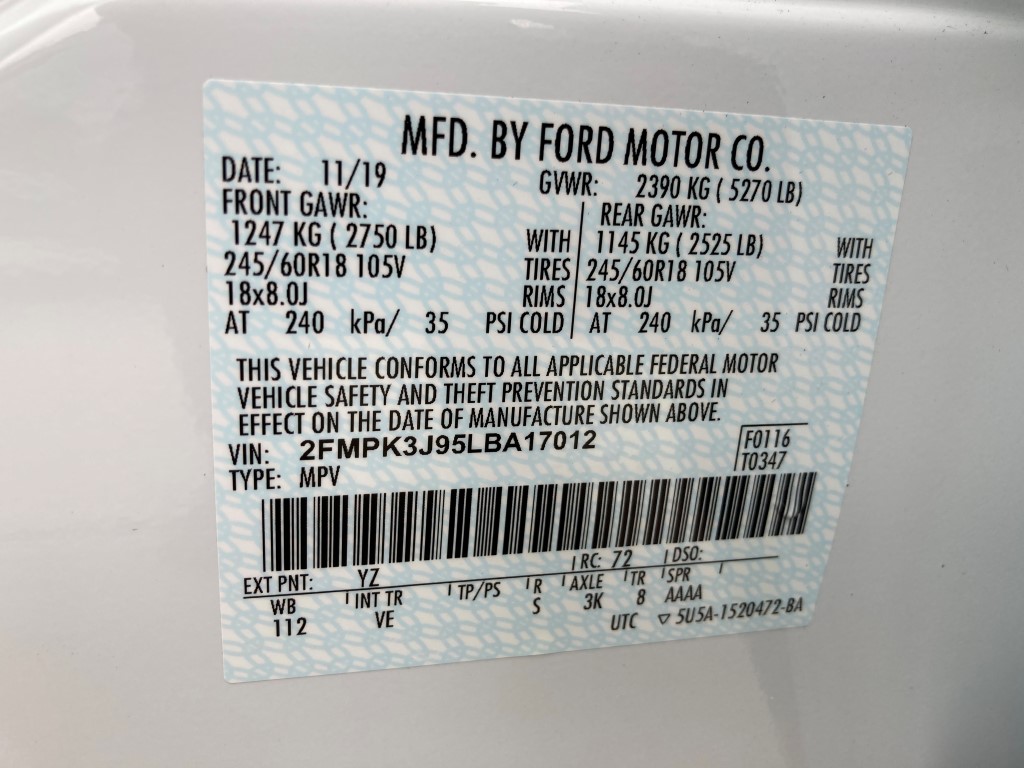 MFD. BY FORD MOTOR CO.
DATE: 11/19 GVWR: 2390 KG ( 5270 LB)
FRONT GAWR: REAR GAWR:
1247 KG ( 2750 LB) WITH 1145 KG ( 2525 LB) WITH
245/60R18 105V TIRES 245/60R18 105V TIRES
18x8.0J RIMS 18x8.0J RIMS
AT 240 kPa/ 35 PSI COLD AT 240 kPa/ 35 PSI COLD
THIS VEHICLE CONFORMS TO ALL APPLICABLE FEDERAL MOTOR
VEHICLE SAFETY AND THEFT PREVENTION STANDARDS IN
EFFECT ON THE DATE OF MANUFACTURE SHOWN ABOVE.
VIN: 2FMPK3J95LBA17012 F0116
TYPE: MPV T0347
EXT PNT: YZ RC: 72 DSO:
WB INT TR TP/PS R AXLE TR SPR
112 VE S 3K 8 AAAA
UTC ▽ 5U5A-1520472-BA